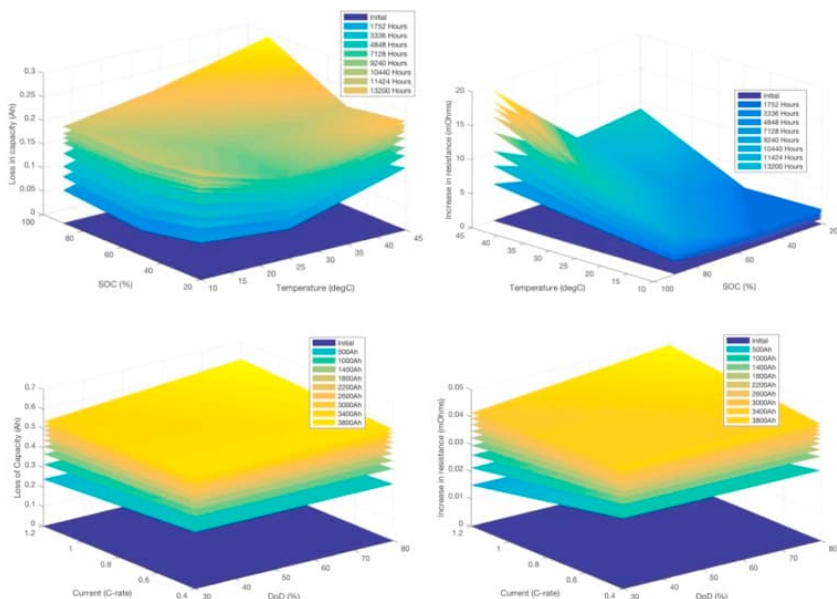 Initial
1752 Hours
3336 Hours
4848 Hours
7128 Hours
9240 Hours
10440 Hours
11424 Hours
13200 Hours
Loss in capacity (Ah)
0.3
0.25
0.2
0.15
0.1
0.05
0
100
80
60
40
20
SOC (%)
10
15
20
25
30
35
40
45
Temperature (degC)
Initial
1752 Hours
3336 Hours
4848 Hours
7128 Hours
9240 Hours
10440 Hours
11424 Hours
13200 Hours
Increase in resistance (mOhms)
20
15
10
5
0
45
40
35
30
25
20
15
10
Temperature (degC)
100
80
60
40
20
SOC (%)
Initial
500Ah
1000Ah
1400Ah
1800Ah
2200Ah
2600Ah
3000Ah
3400Ah
3800Ah
Loss of Capacity (Ah)
0.7
0.6
0.5
0.4
0.3
0.2
0.1
0
1.2
1
0.8
0.6
0.4
Current (C-rate)
30
40
50
60
70
80
DoD (%)
Initial
500Ah
1000Ah
1400Ah
1800Ah
2200Ah
2600Ah
3000Ah
3400Ah
3800Ah
Increase in resistance (mOhms)
0.05
0.04
0.03
0.02
0.01
0
1.2
1
0.8
0.6
0.4
Current (C-rate)
30
40
50
60
70
80
DoD (%)